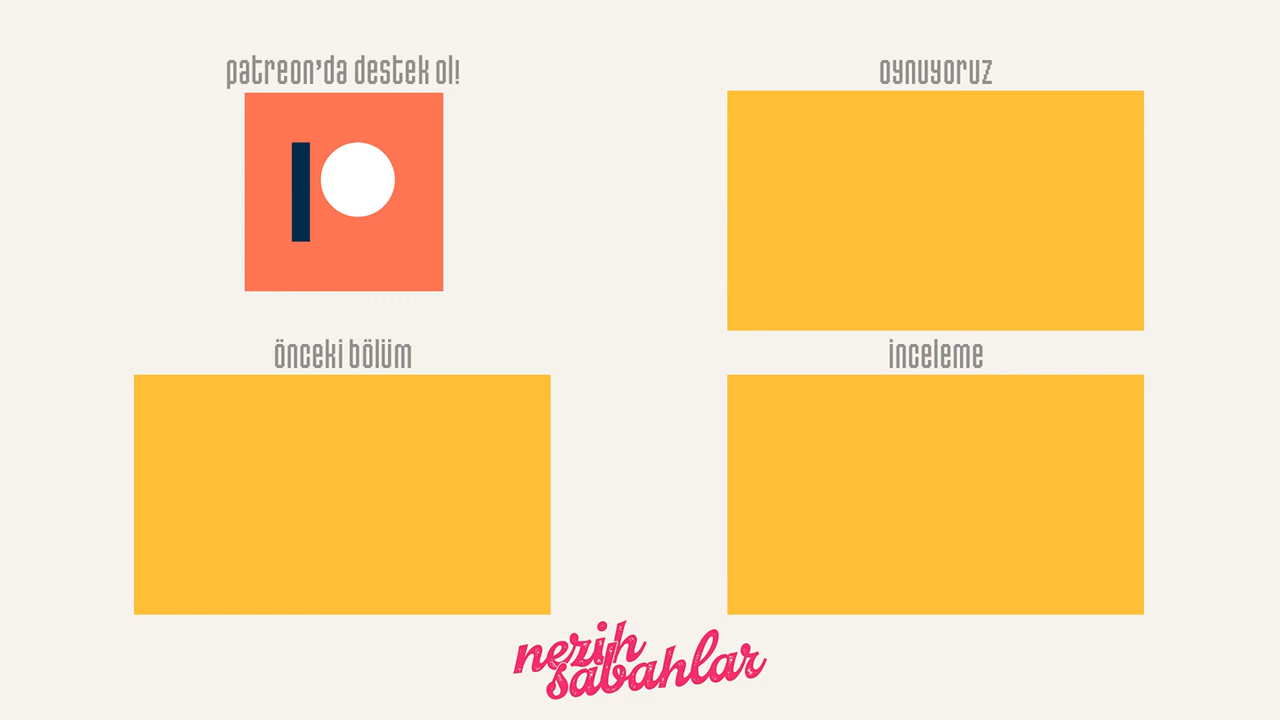 patreon'da destek ol!
oynuyoruz
önceki bölüm
inceleme
nezih
sabahlar